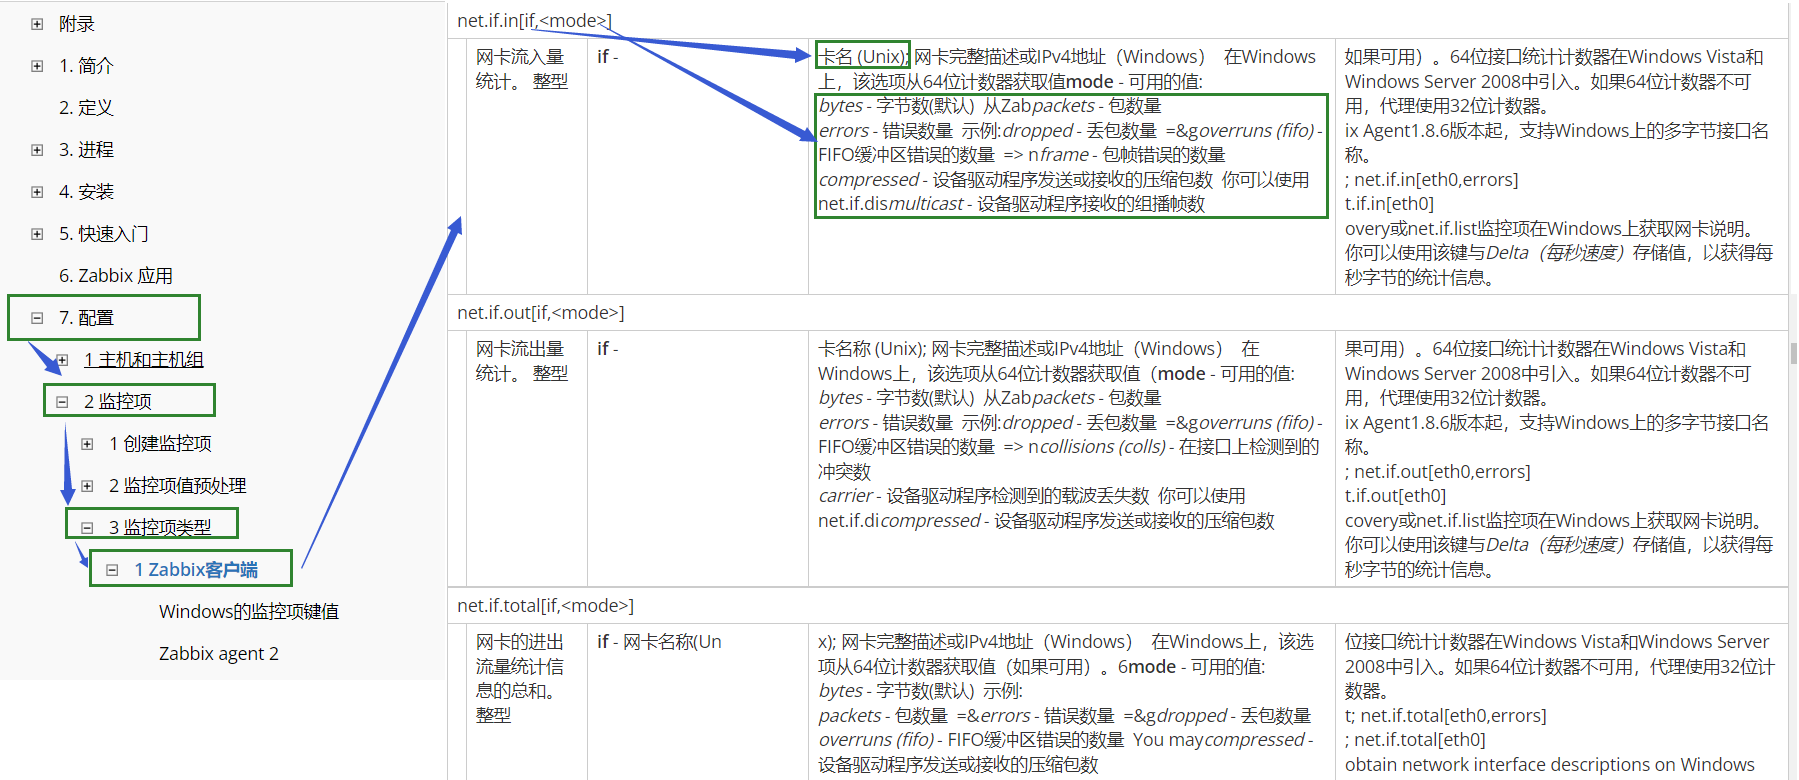 附录
1. 简介
2. 定义
3. 进程
4. 安装
5. 快速入门
6. Zabbix 应用
7. 配置
1 主机和主机组
2 监控项
1 创建监控项
2 监控项值预处理
3 监控项类型
1 Zabbix客户端
Windows的监控项键值
Zabbix agent 2
net.if.in[if,<mode>]
网卡流入量
统计。 整型
if -
卡名 (Unix); 网卡完整描述或IPv4地址（Windows） 在Windows
上，该选项从64位计数器获取值mode - 可用的值:
bytes - 字节数(默认) 从Zabpackets - 包数量
errors - 错误数量 示例:dropped - 丢包数量 =&goverruns (fifo) -
FIFO缓冲区错误的数量 => nframe - 包帧错误的数量
compressed - 设备驱动程序发送或接收的压缩包数 你可以使用
net.if.dismulticast - 设备驱动程序接收的组播帧数
如果可用）。64位接口统计计数器在Windows Vista和
Windows Server 2008中引入。如果64位计数器不可
用，代理使用32位计数器。
ix Agent1.8.6版本起，支持Windows上的多字节接口名
称。
; net.if.in[eth0,errors]
t.if.in[eth0]
overy或net.if.list监控项在Windows上获取网卡说明。
你可以使用该键与Delta（每秒速度）存储值，以获得每
秒字节的统计信息。
net.if.out[if,<mode>]
网卡流出量
统计。 整型
if -
卡名称 (Unix); 网卡完整描述或IPv4地址（Windows） 在
Windows上，该选项从64位计数器获取值（mode - 可用的值:
bytes - 字节数(默认) 从Zabpackets - 包数量
errors - 错误数量 示例:dropped - 丢包数量 =&goverruns (fifo) -
FIFO缓冲区错误的数量 => ncollisions (colls) - 在接口上检测到的
冲突数
carrier - 设备驱动程序检测到的载波丢失数 你可以使用
net.if.dicompressed - 设备驱动程序发送或接收的压缩包数
果可用）。64位接口统计计数器在Windows Vista和
Windows Server 2008中引入。如果64位计数器不可
用，代理使用32位计数器。
ix Agent1.8.6版本起，支持Windows上的多字节接口名
称。
; net.if.out[eth0,errors]
t.if.out[eth0]
covery或net.if.list监控项在Windows上获取网卡说明。
你可以使用该键与Delta（每秒速度）存储值，以获得每
秒字节的统计信息。
net.if.total[if,<mode>]
网卡的进出
流量统计信
息的总和。
整型
if - 网卡名称(Un
x); 网卡完整描述或IPv4地址（Windows） 在Windows上，该选
项从64位计数器获取值（如果可用）。6mode - 可用的值:
bytes - 字节数(默认) 示例:
packets - 包数量 =&errors - 错误数量 =&gdropped - 丢包数量
overruns (fifo) - FIFO缓冲区错误的数量 You maycompressed -
设备驱动程序发送或接收的压缩包数
位接口统计计数器在Windows Vista和Windows Server
2008中引入。如果64位计数器不可用，代理使用32位计
数器。
t; net.if.total[eth0,errors]
; net.if.total[eth0]
obtain network interface descriptions on Windows